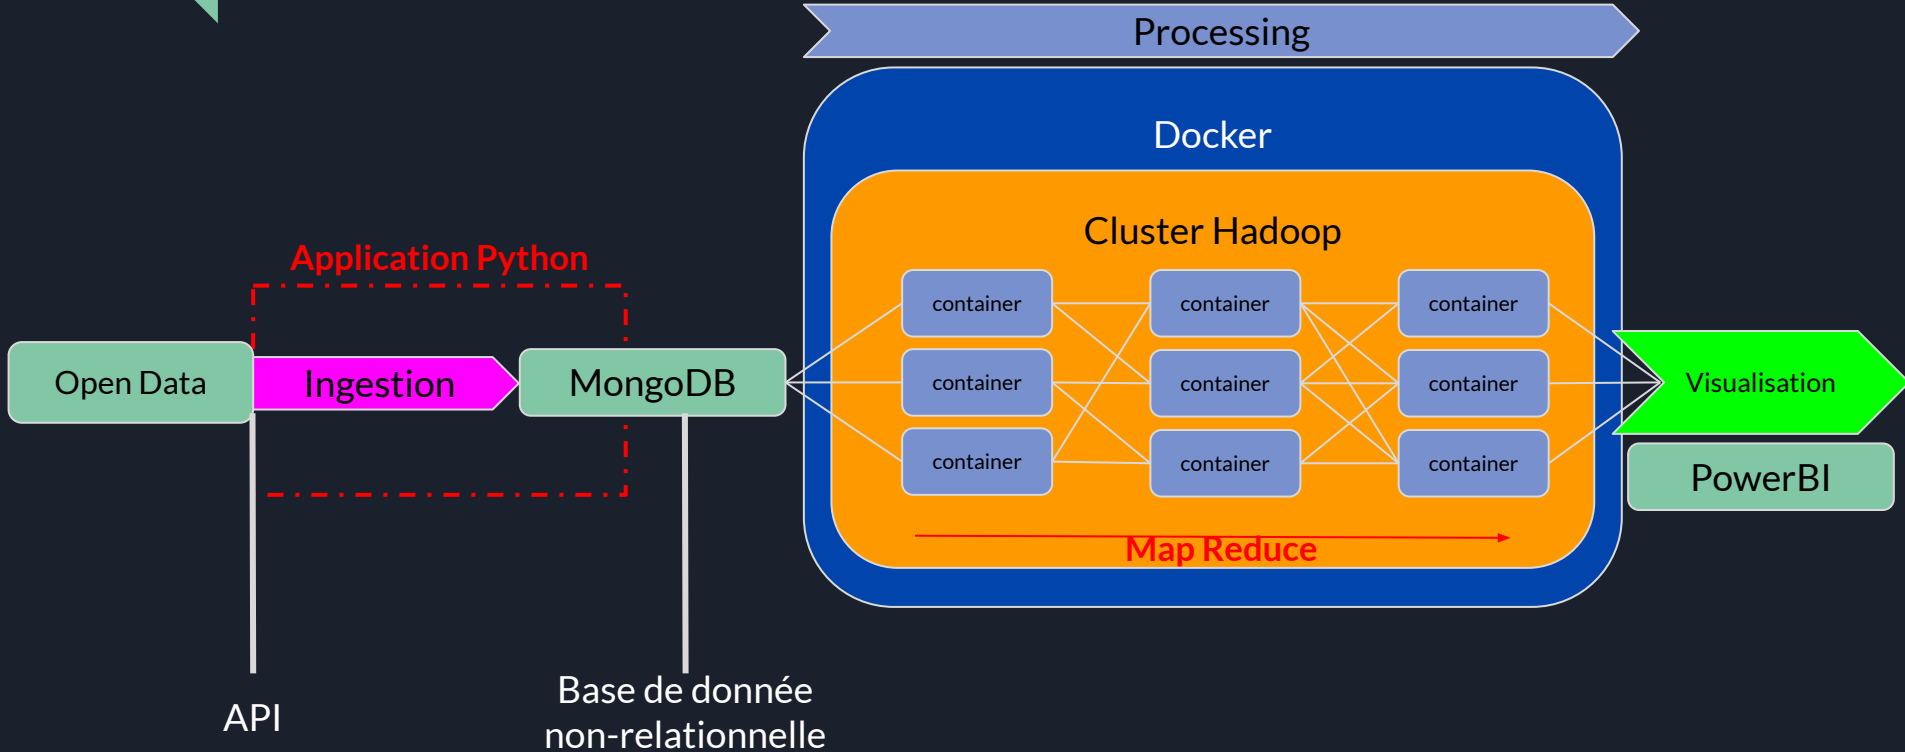 Processing
Docker
Cluster Hadoop
Application Python
container
container
container
Open Data
Ingestion
MongoDB
container
container
container
Visualisation
container
container
container
PowerBI
Map Reduce
API
Base de donnée
non-relationnelle